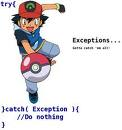 try{
Exceptions...
Gotta catch 'em all!
}catch( Exception ){
//Do nothing
}